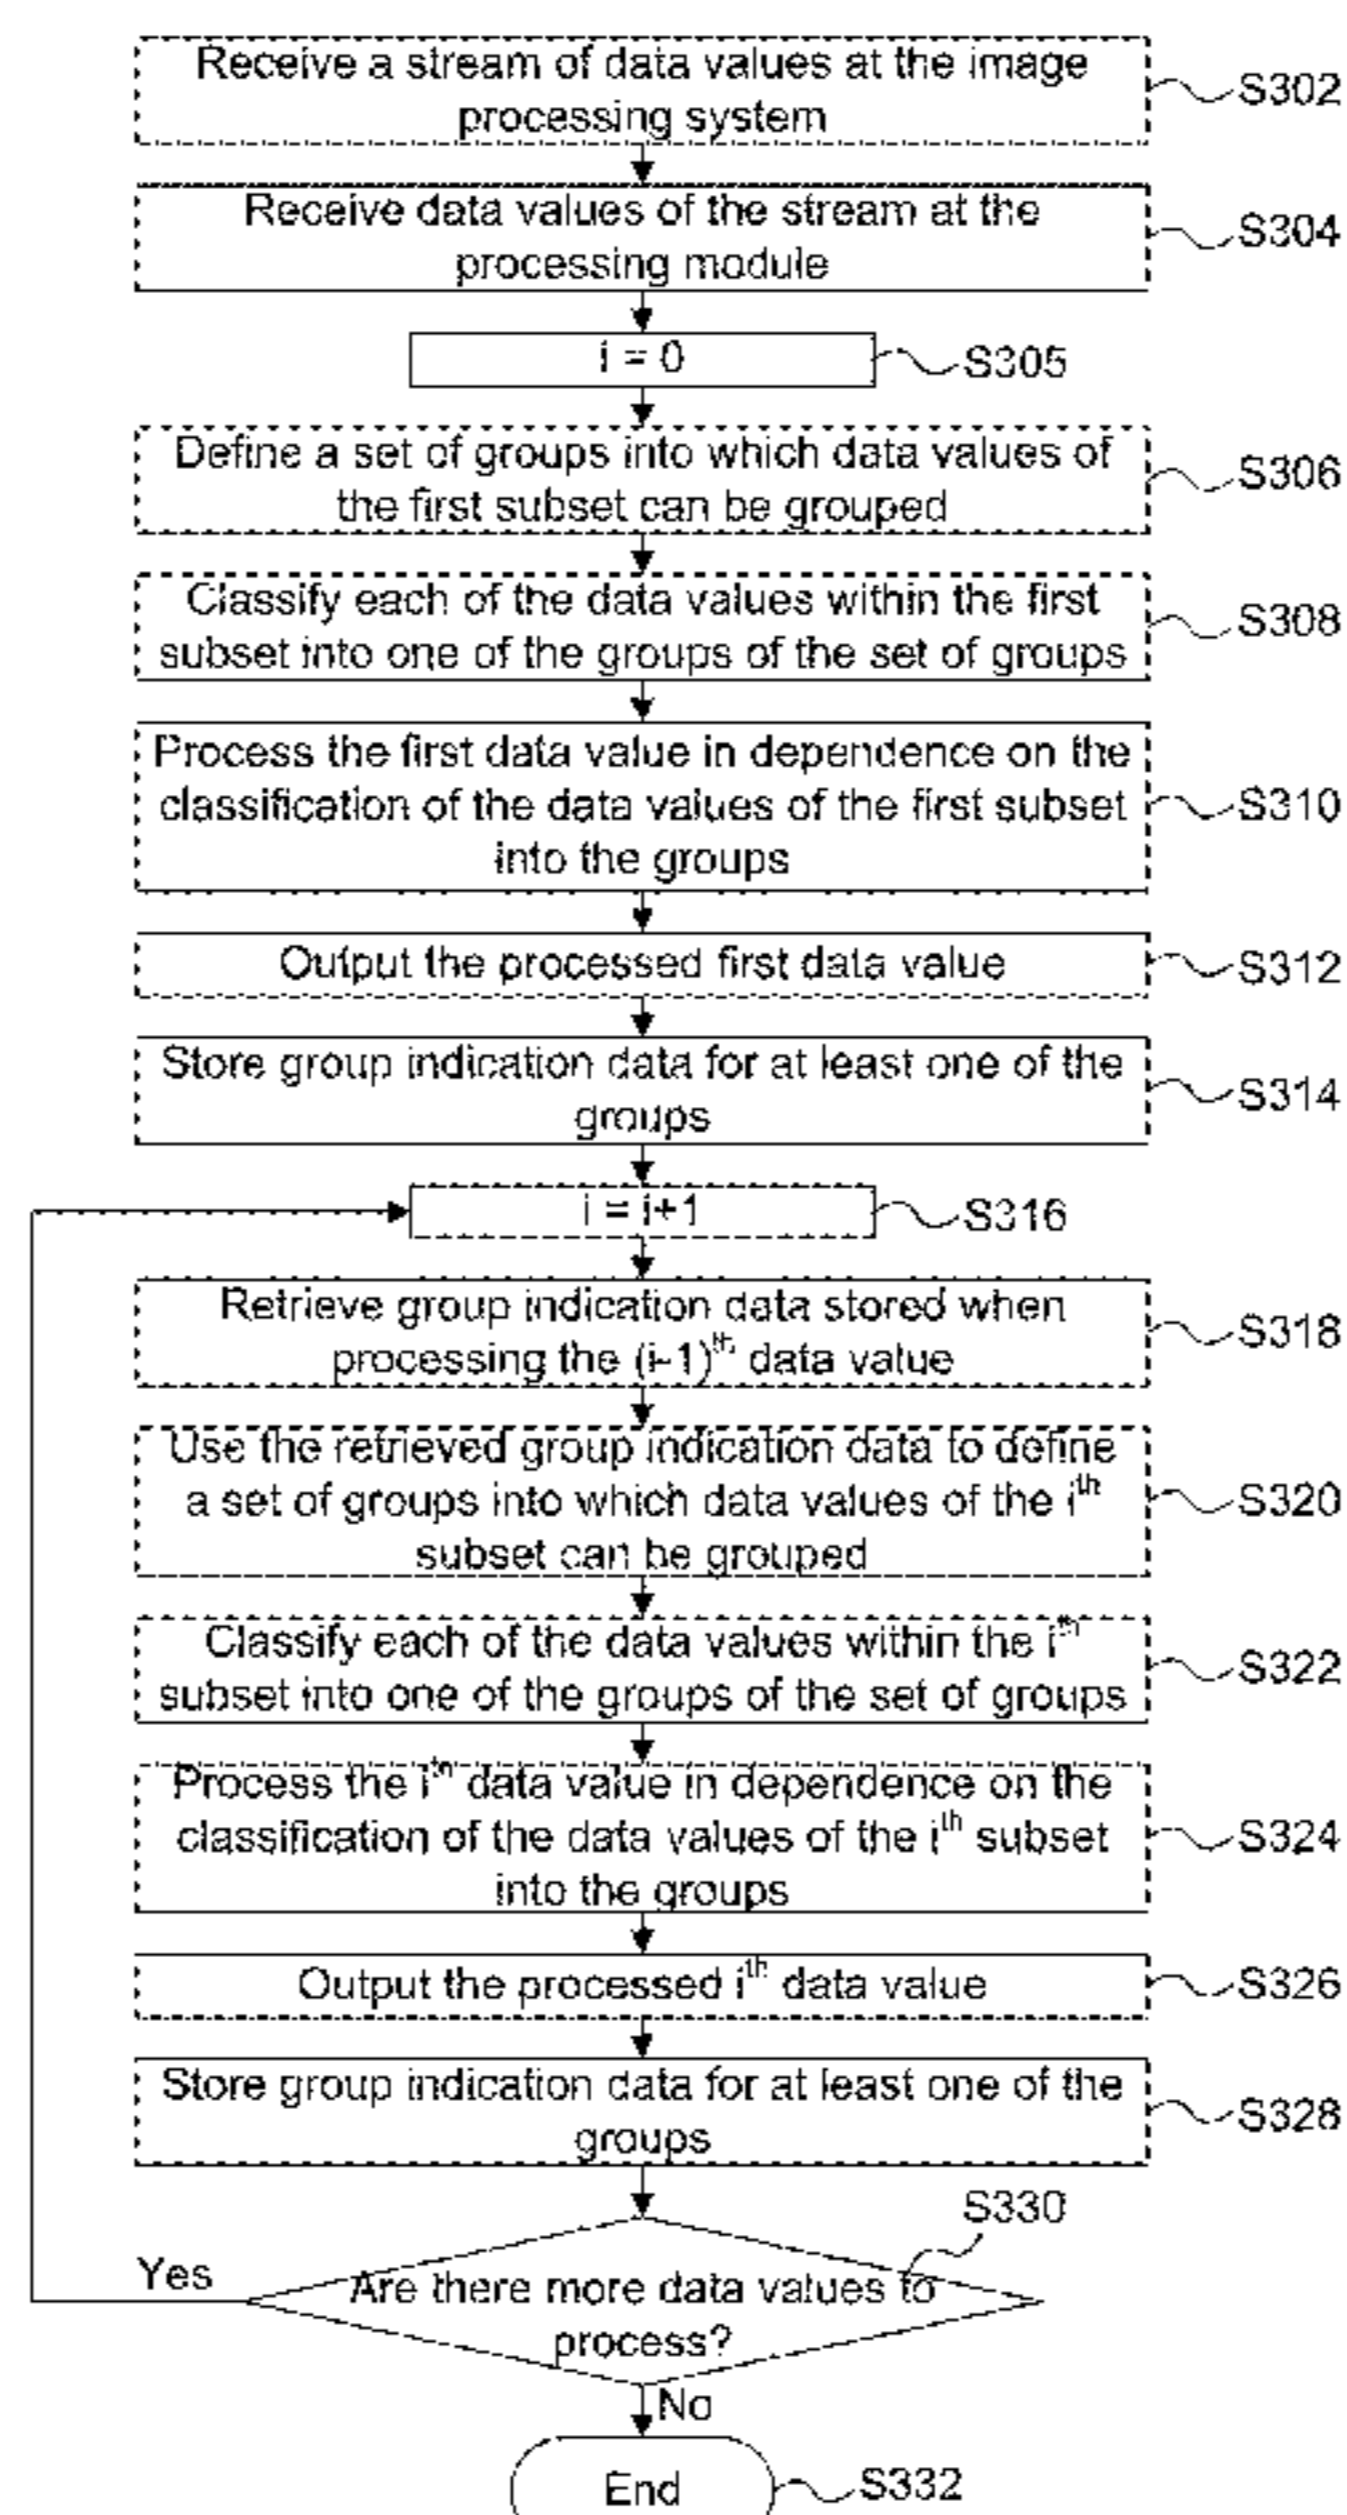 Receive a stream of data values at the image
processing system
S302
Receive data values of the stream at the
processing module
S304
i = 0
S305
Define a set of groups into which data values of
the first subset can be grouped
S306
Classify each of the data values within the first
subset into one of the groups of the set of groups
S308
Process the first data value in dependence on the
classification of the data values of the first subset
into the groups
S310
Output the processed first data value
S312
Store group indication data for at least one of the
groups
S314
i = i+1
S316
Retrieve group indication data stored when
processing the (i-1)th data value
S318
Use the retrieved group indication data to define
a set of groups into which data values of the ith
subset can be grouped
S320
Classify each of the data values within the ith
subset into one of the groups of the set of groups
S322
Process the ith data value in dependence on the
classification of the data values of the ith subset
into the groups
S324
Output the processed ith data value
S326
Store group indication data for at least one of the
groups
S328
S330
Yes
Are there more data values to
process?
No
End
S332